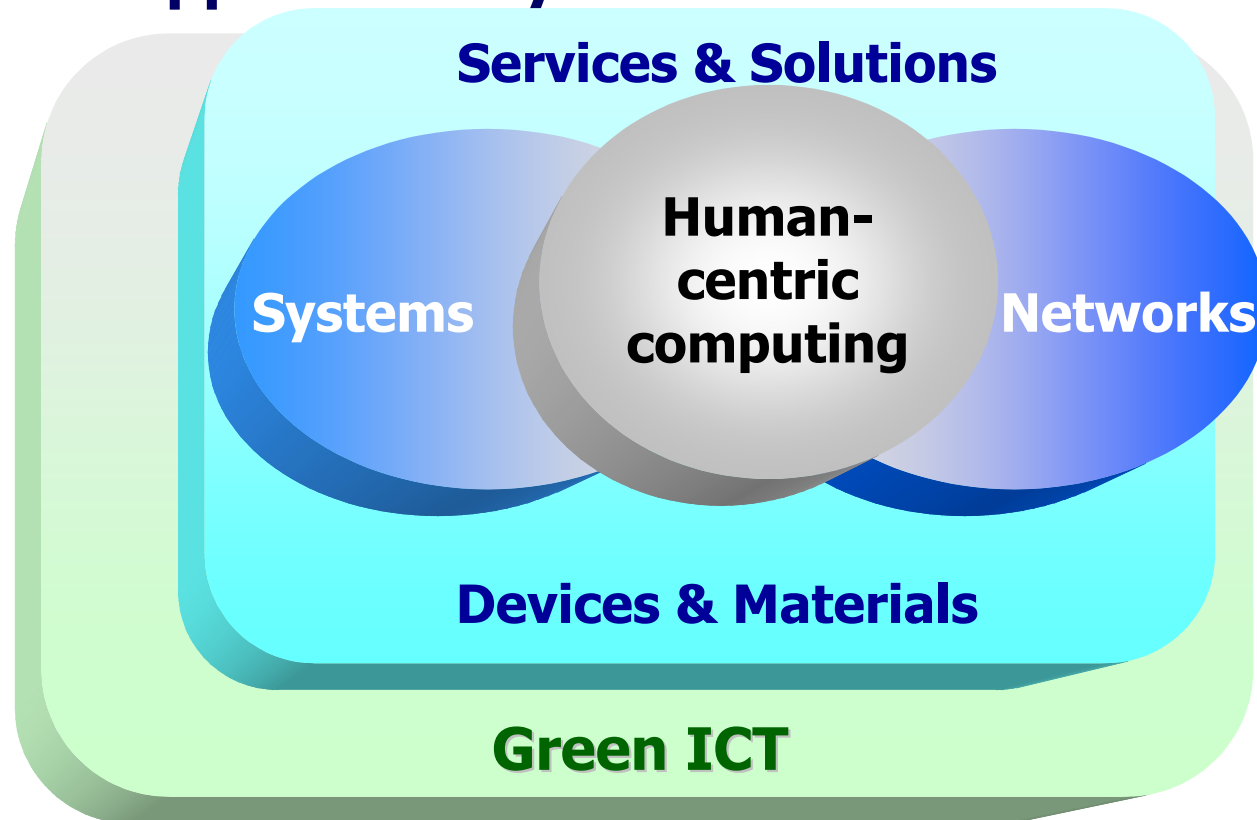 Services & Solutions
Human-
centric
computing
Systems
Networks
Devices & Materials
Green ICT